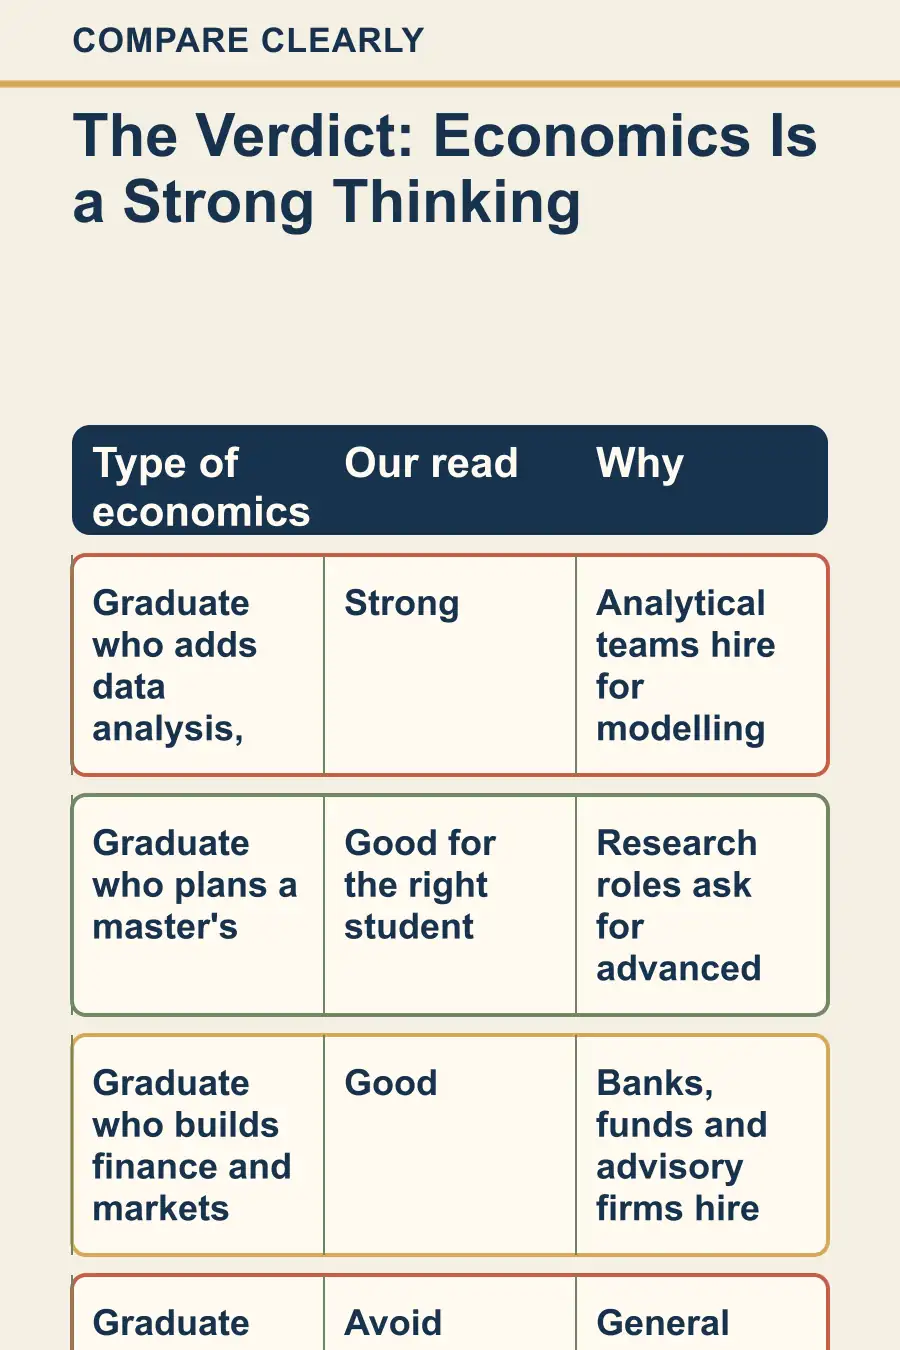 COMPARE CLEARLY
The Verdict: Economics Is
a Strong Thinking
Type of
economics
Our read
Why
Graduate
who adds
data
analysis,
Strong
Analytical
teams hire
for
modelling
Graduate
who plans a
master's
Good for
the right
student
Research
roles ask
for
advanced
Graduate
who builds
finance and
markets
Good
Banks,
funds and
advisory
firms hire
Graduate
Avoid
General